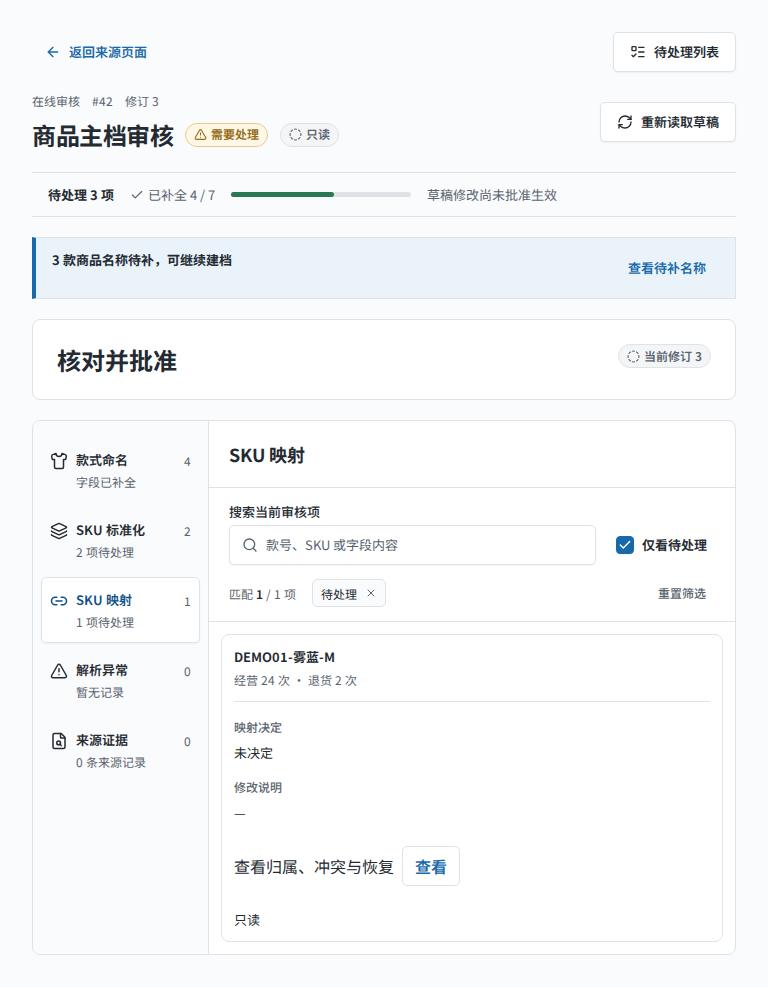 返回来源页面
待处理列表
在线审核 #42 修订 3
商品主档审核
需要处理
只读
重新读取草稿
待处理 3 项
已补全 4 / 7
草稿修改尚未批准生效
3 款商品名称待补，可继续建档
查看待补名称
核对并批准
当前修订 3
款式命名 4
字段已补全
SKU 标准化 2
2 项待处理
SKU 映射 1
1 项待处理
解析异常 0
暂无记录
来源证据 0
0 条来源记录
SKU 映射
搜索当前审核项
款号、SKU 或字段内容
仅看待处理
匹配 1 / 1 项
待处理 ×
重置筛选
DEMO01-雾蓝-M
经营 24 次 · 退货 2 次
映射决定
未决定
修改说明
—
查看归属、冲突与恢复
查看
只读